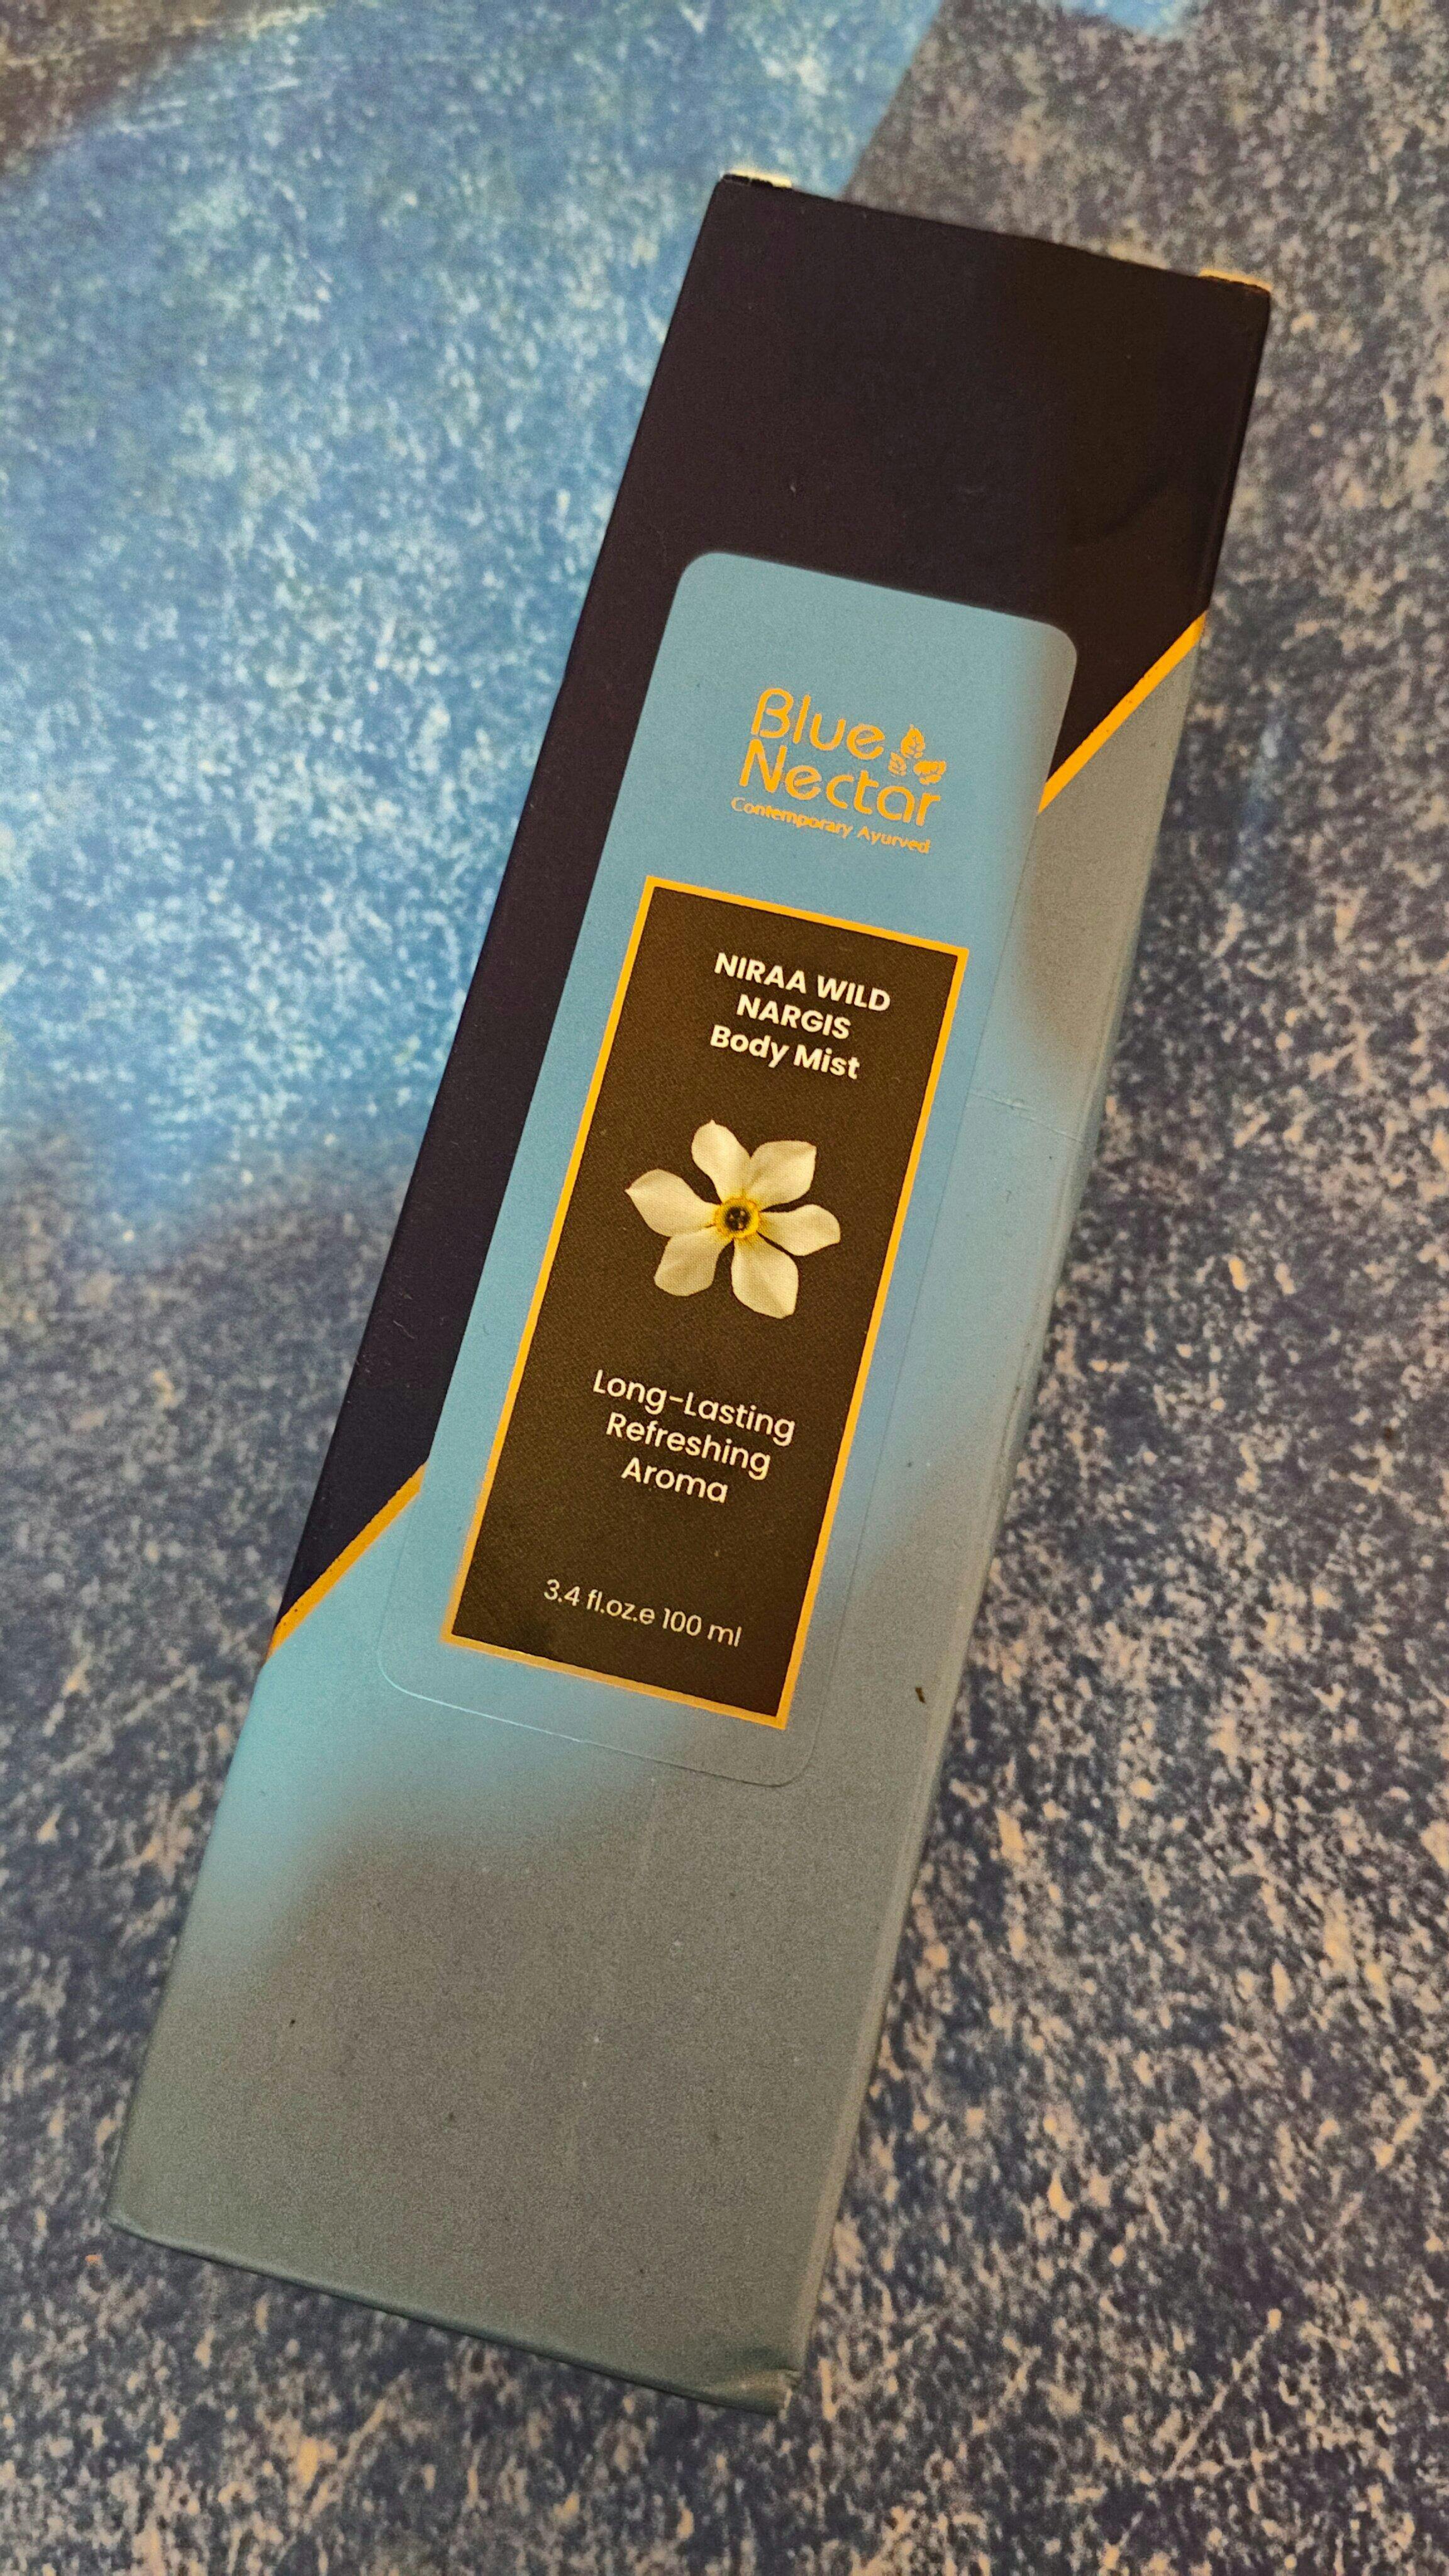 Blue
Nectar
Contemporary Ayurved
NIRAA WILD
NARGIS
Body Mist
Long-Lasting
Refreshing
Aroma
3.4 fl.oz.e 100 ml